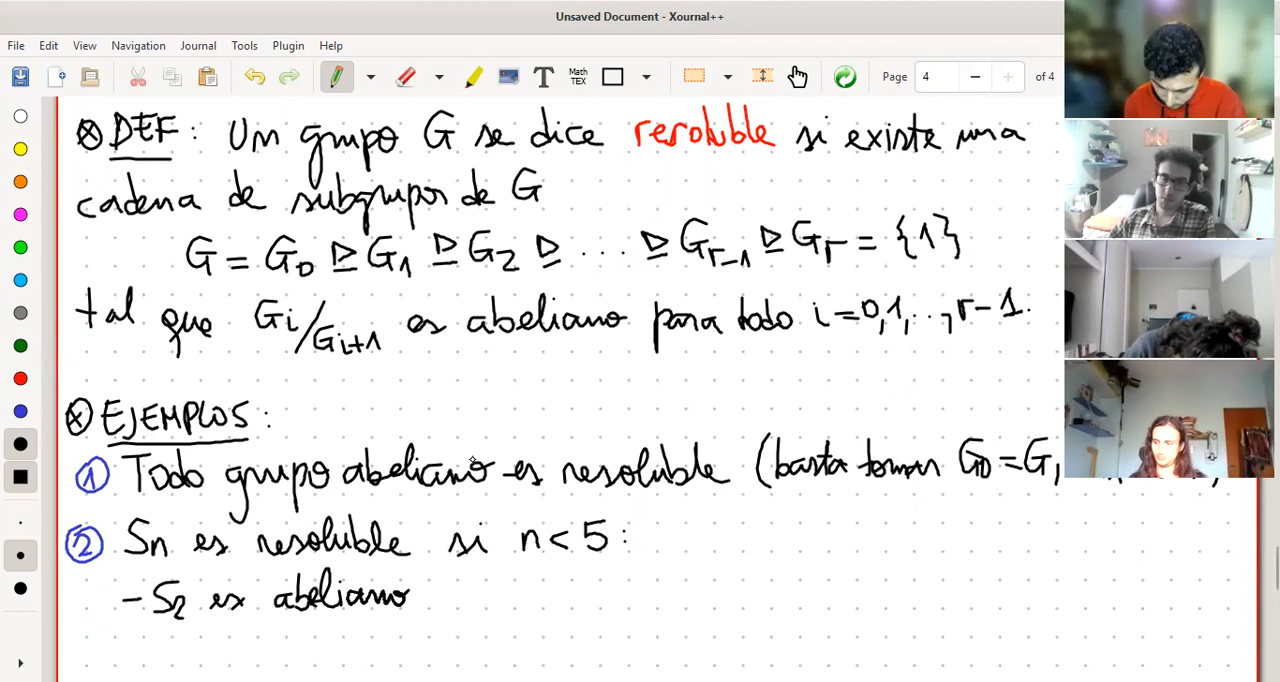 Unsaved Document - Xournal++
File Edit View Navigation Journal Tools Plugin Help
Math TEX Page 4 of 4
DEF: Un grupo G se dice resoluble si existe una
cadena de subgrupos de G
G = G₀ ⊵ G₁ ⊵ G₂ ⊵ ... ⊵ Gᵣ₋₁ ⊵ Gᵣ = {1}
tal que Gᵢ/Gᵢ₊₁ es abeliano para todo i=0,1,..,r-1.
EJEMPLOS:
① Todo grupo abeliano es resoluble (basta tomar G₀=G,
② Sn es resoluble si n<5:
- S₂ es abeliano